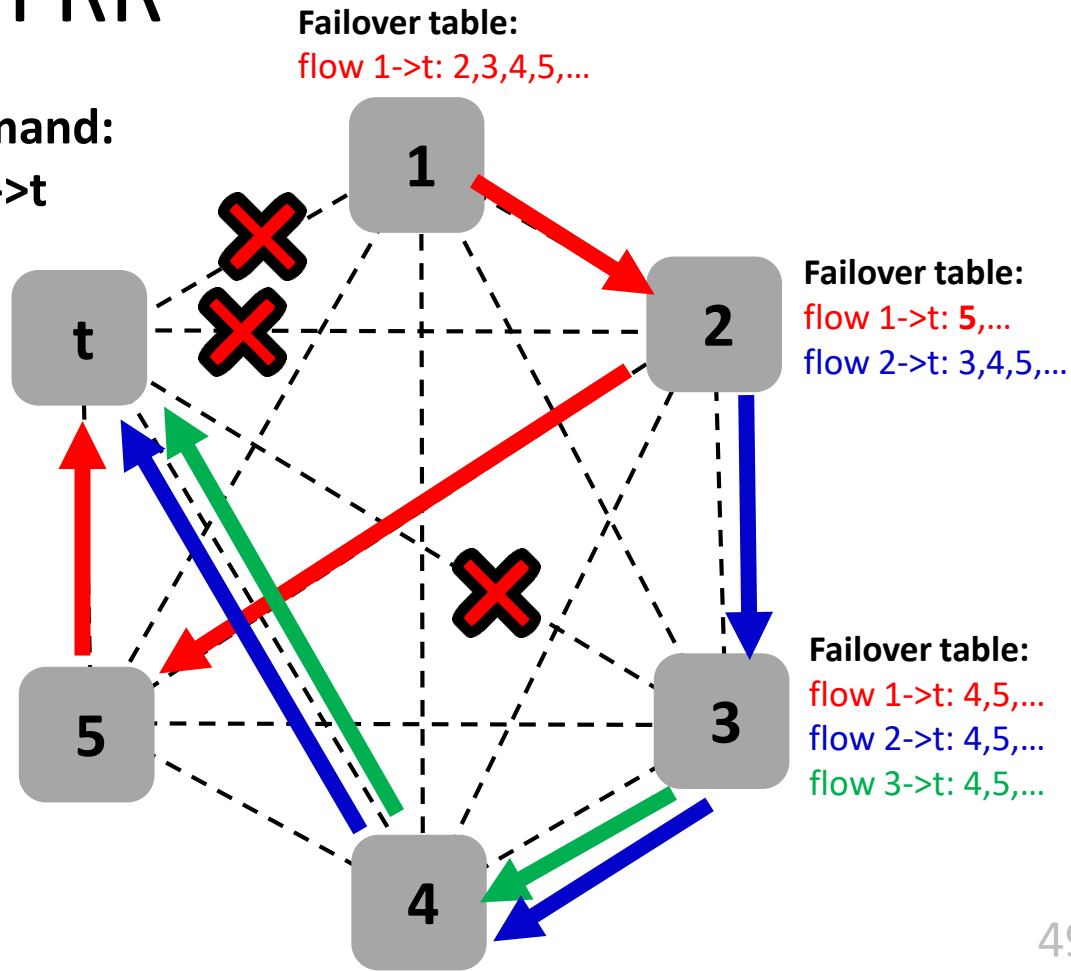 FRR
Failover table:
flow 1->t: 2,3,4,5,…
mand:
->t
1
t
2
Failover table:
flow 1->t: 5,…
flow 2->t: 3,4,5,…
5
3
Failover table:
flow 1->t: 4,5,…
flow 2->t: 4,5,…
flow 3->t: 4,5,…
4
49